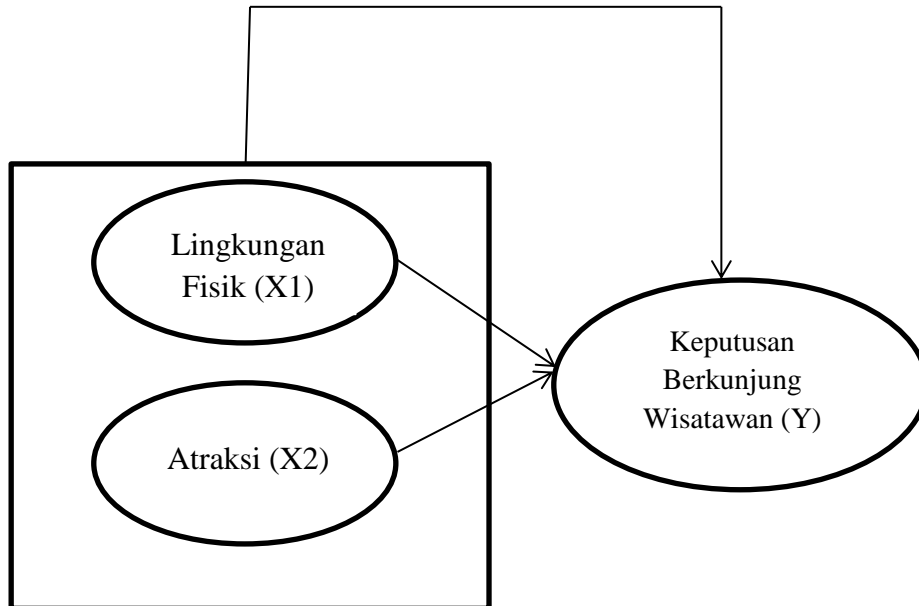 Lingkungan
Fisik (X1)
Atraksi (X2)
Keputusan
Berkunjung
Wisatawan (Y)